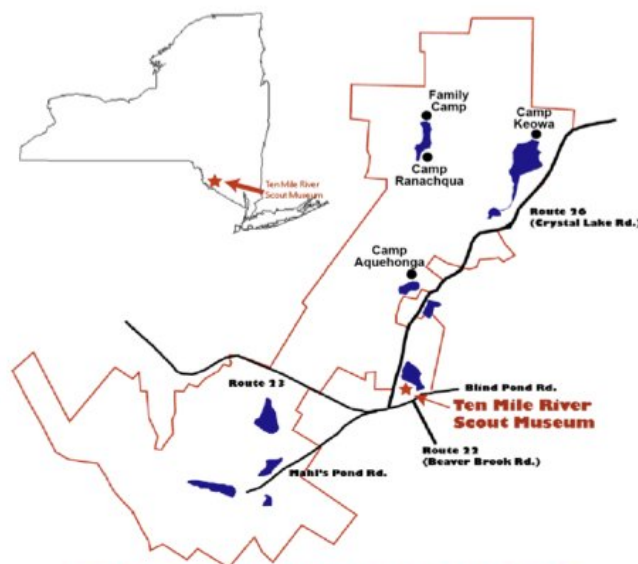 Ten Mile River
Scout Museum
Family
Camp
Camp
Keowa
Camp
Ranachqua
Route 26
(Crystal Lake Rd.)
Camp
Aquehonga
Route 23
Blind Pond Rd.
Ten Mile River
Scout Museum
Route 22
(Beaver Brook Rd.)
Mahl's Pond Rd.